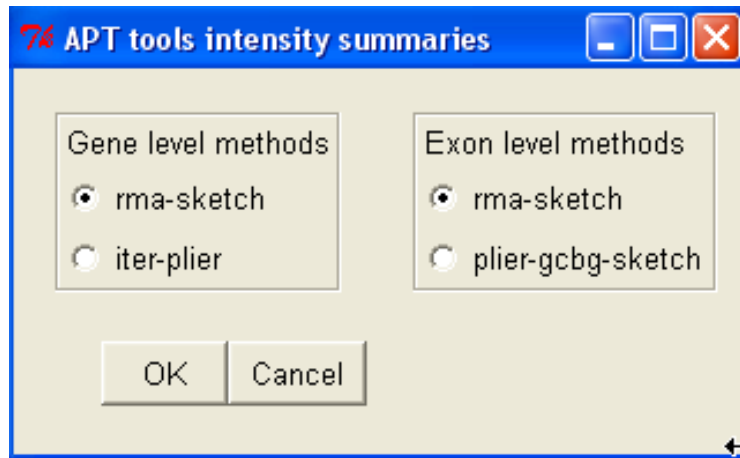 APT tools intensity summaries
Gene level methods
rma-sketch
iter-plier
Exon level methods
rma-sketch
plier-gcbg-sketch
OK Cancel